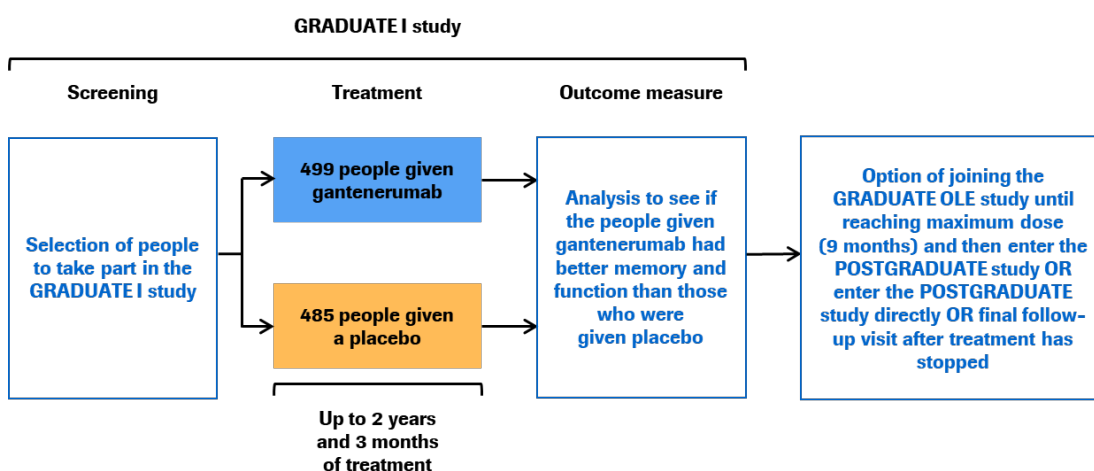 GRADUATE I study
Screening
Treatment
Outcome measure
Selection of people
to take part in the
GRADUATE I study
499 people given
gantenerumab
485 people given
a placebo
Up to 2 years
and 3 months
of treatment
Analysis to see if
the people given
gantenerumab had
better memory and
function than those
who were
given placebo
Option of joining the
GRADUATE OLE study until
reaching maximum dose
(9 months) and then enter the
POSTGRADUATE study OR
enter the POSTGRADUATE
study directly OR final follow-
up visit after treatment has
stopped